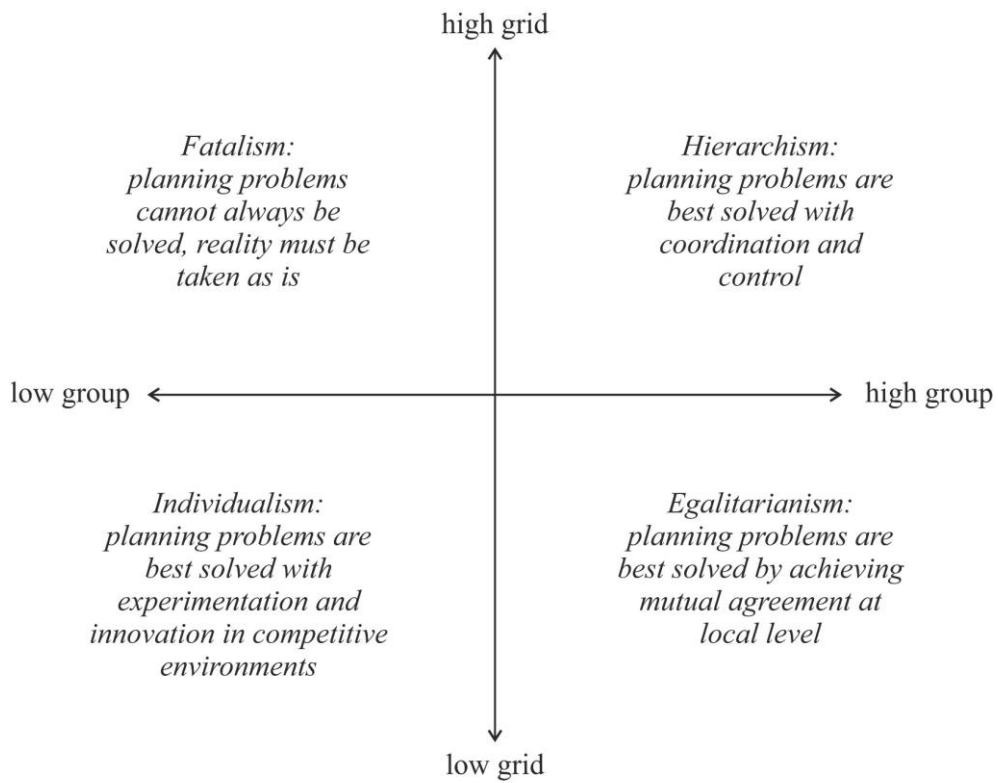 high grid
Fatalism:
planning problems
cannot always be
solved, reality must be
taken as is
Hierarchism:
planning problems are
best solved with
coordination and
control
low group
high group
Individualism:
planning problems are
best solved with
experimentation and
innovation in competitive
environments
Egalitarianism:
planning problems are
best solved by achieving
mutual agreement at
local level
low grid